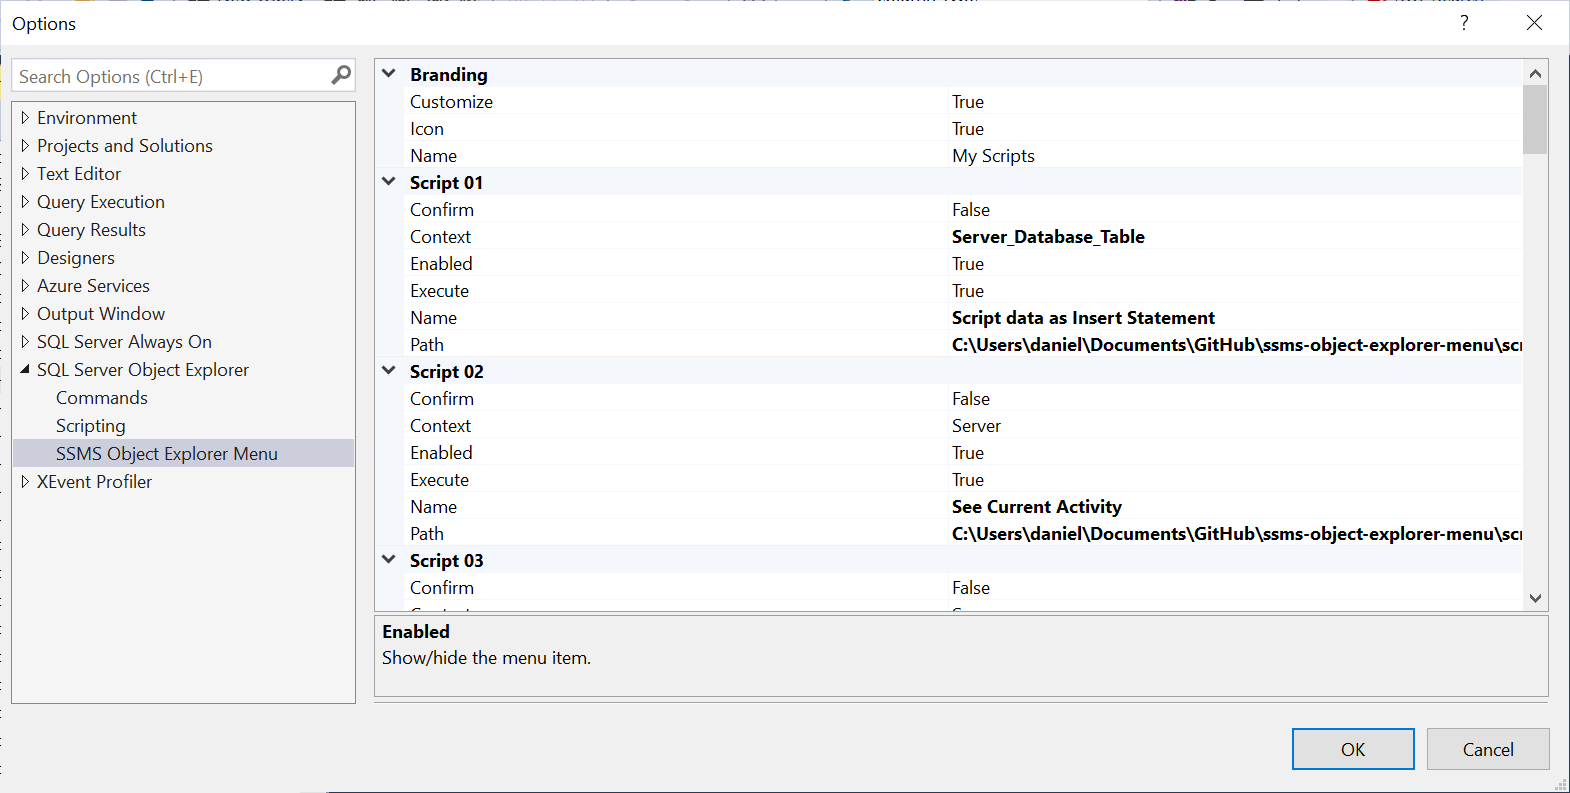 Options
?
Search Options (Ctrl+E)
Environment
Projects and Solutions
Text Editor
Query Execution
Query Results
Designers
Azure Services
Output Window
SQL Server Always On
SQL Server Object Explorer
Commands
Scripting
SSMS Object Explorer Menu
XEvent Profiler
Branding
Customize True
Icon True
Name My Scripts
Script 01
Confirm False
Context Server_Database_Table
Enabled True
Execute True
Name Script data as Insert Statement
Path C:\Users\daniel\Documents\GitHub\ssms-object-explorer-menu\scr
Script 02
Confirm False
Context Server
Enabled True
Execute True
Name See Current Activity
Path C:\Users\daniel\Documents\GitHub\ssms-object-explorer-menu\scr
Script 03
Confirm False
Enabled
Show/hide the menu item.
OK Cancel